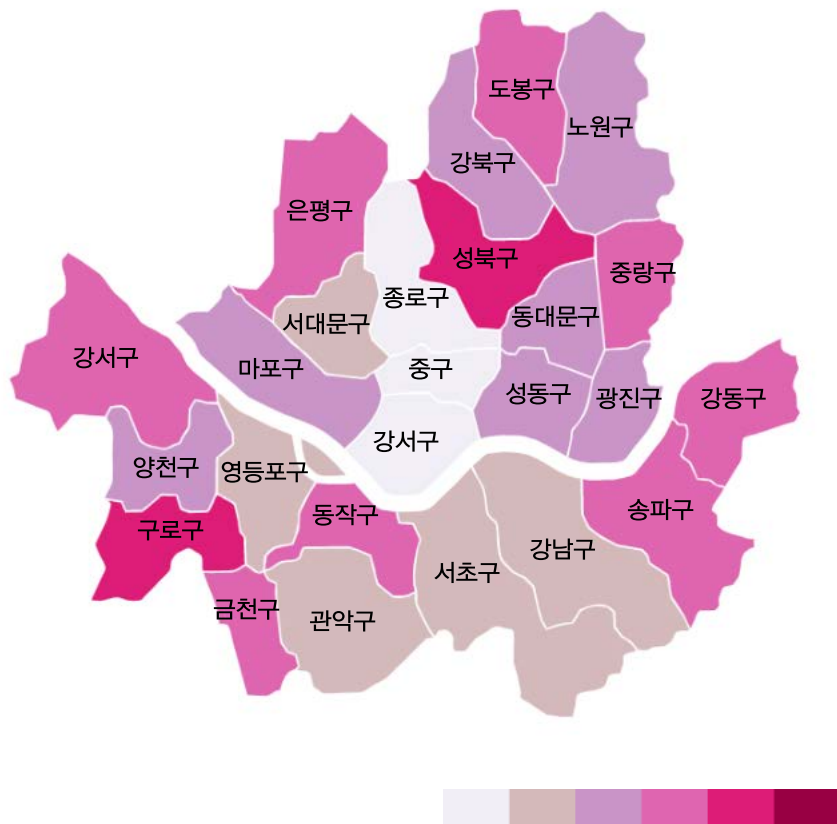 도봉구
노원구
강북구
은평구
성북구
중랑구
종로구
동대문구
서대문구
강서구
마포구
중구
성동구
광진구
강동구
강서구
양천구
영등포구
동작구
송파구
구로구
강남구
서초구
금천구
관악구